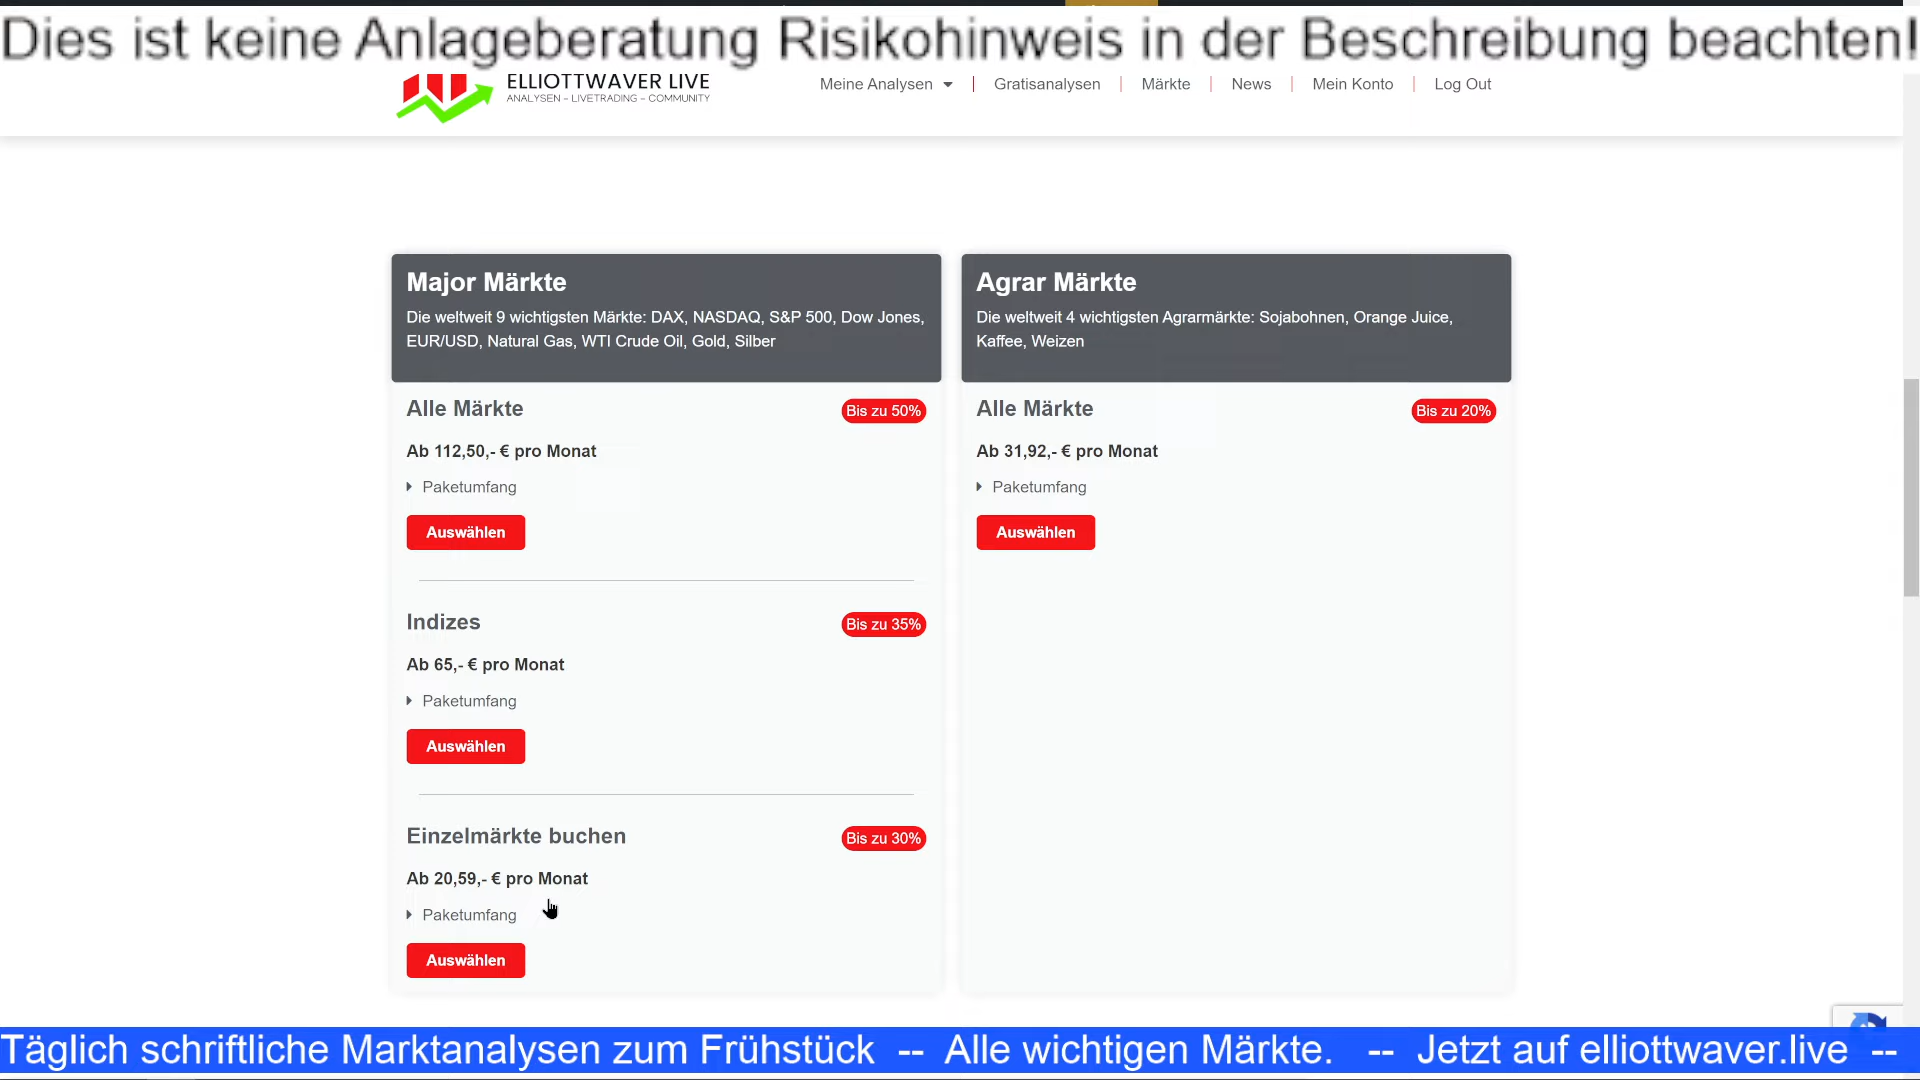 Dies ist keine Anlageberatung Risikohinweis in der Beschreibung beachten!
ELLIOTTWAVER LIVE
ANALYSEN – LIVETRADING – COMMUNITY
Meine Analysen
Gratisanalysen
Märkte
News
Mein Konto
Log Out
Major Märkte
Die weltweit 9 wichtigsten Märkte: DAX, NASDAQ, S&P 500, Dow Jones,
EUR/USD, Natural Gas, WTI Crude Oil, Gold, Silber
Alle Märkte
Bis zu 50%
Ab 112,50,- € pro Monat
Paketumfang
Auswählen
Indizes
Bis zu 35%
Ab 65,- € pro Monat
Paketumfang
Auswählen
Einzelmärkte buchen
Bis zu 30%
Ab 20,59,- € pro Monat
Paketumfang
Auswählen
Agrar Märkte
Die weltweit 4 wichtigsten Agrarmärkte: Sojabohnen, Orange Juice,
Kaffee, Weizen
Alle Märkte
Bis zu 20%
Ab 31,92,- € pro Monat
Paketumfang
Auswählen
Täglich schriftliche Marktanalysen zum Frühstück -- Alle wichtigen Märkte. -- Jetzt auf elliottwaver.live --